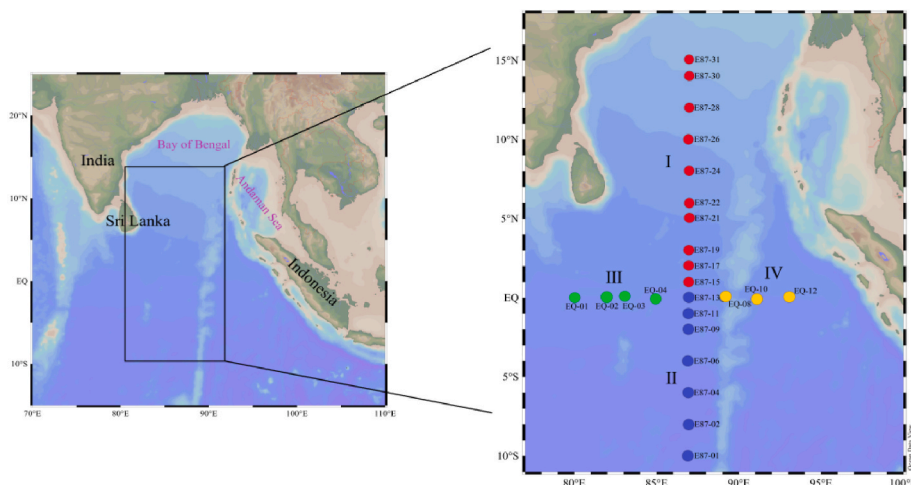 20°N
10°N
EQ
10°S
70°E
80°E
90°E
100°E
110°E
India
Bay of Bengal
Sri Lanka
Andaman Sea
Indonesia
15°N
10°N
5°N
EQ
5°S
10°S
80°E
85°E
90°E
95°E
100°E
E87-31
E87-30
E87-28
E87-26
I
E87-24
E87-22
E87-21
E87-19
E87-17
III
IV
E87-15
EQ-04
EQ-10
EQ-12
E87-13
EQ-01
EQ-02
EQ-03
EQ-08
E87-11
E87-09
E87-06
II
E87-04
E87-02
E87-01